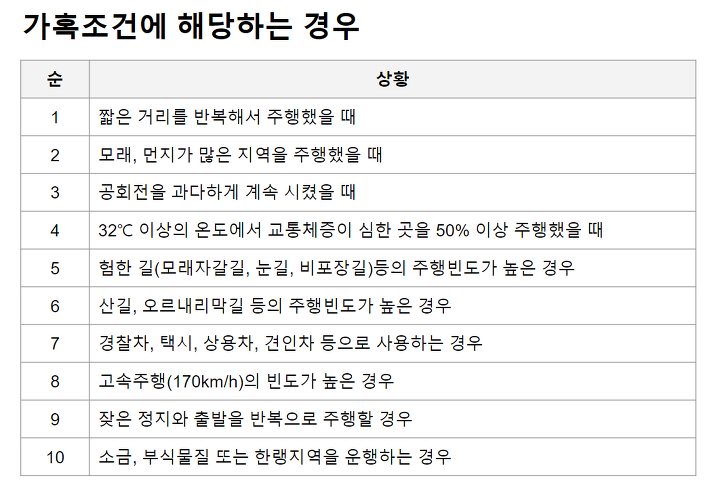 가혹조건에 해당하는 경우
순 상황
1 짧은 거리를 반복해서 주행했을 때
2 모래, 먼지가 많은 지역을 주행했을 때
3 공회전을 과다하게 계속 시켰을 때
4 32℃ 이상의 온도에서 교통체증이 심한 곳을 50% 이상 주행했을 때
5 험한 길(모래자갈길, 눈길, 비포장길)등의 주행빈도가 높은 경우
6 산길, 오르내리막길 등의 주행빈도가 높은 경우
7 경찰차, 택시, 상용차, 견인차 등으로 사용하는 경우
8 고속주행(170km/h)의 빈도가 높은 경우
9 잦은 정지와 출발을 반복으로 주행할 경우
10 소금, 부식물질 또는 한랭지역을 운행하는 경우